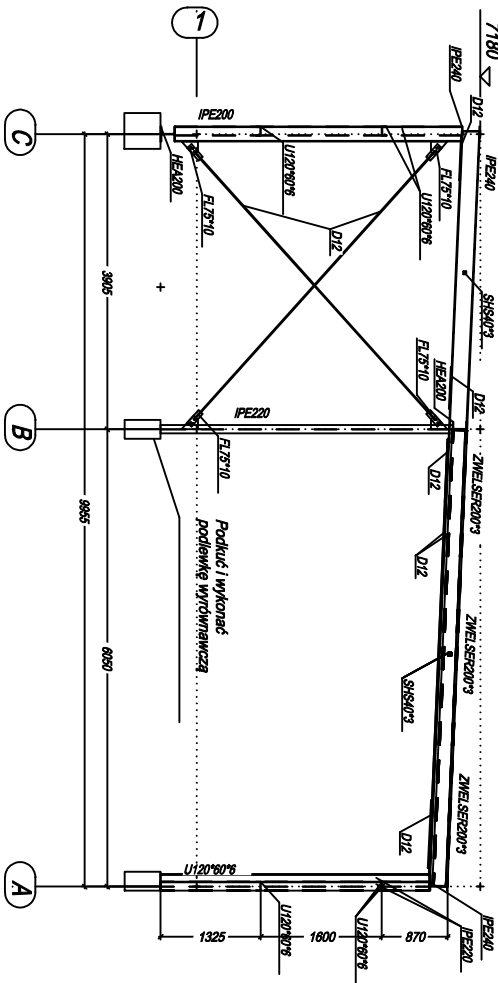 7180
IPE240
D12
IPE240
SHS40*3
HEA200
FL75*10
D12
ZWELSER200*3
ZWELSER200*3
ZWELSER200*3
D12
D12
SHS40*3
D12
IPE240
IPE220
1
IPE200
U120*60*6
U120*60*6
FL75*10
D12
HEA200
FL75*10
IPE220
FL75*10
Podkuć i wykonać
podlewkę wyrównawczą
U120*60*6
U120*60*6
U120*60*6
1325
1600
870
3905
6050
9955
C
B
A